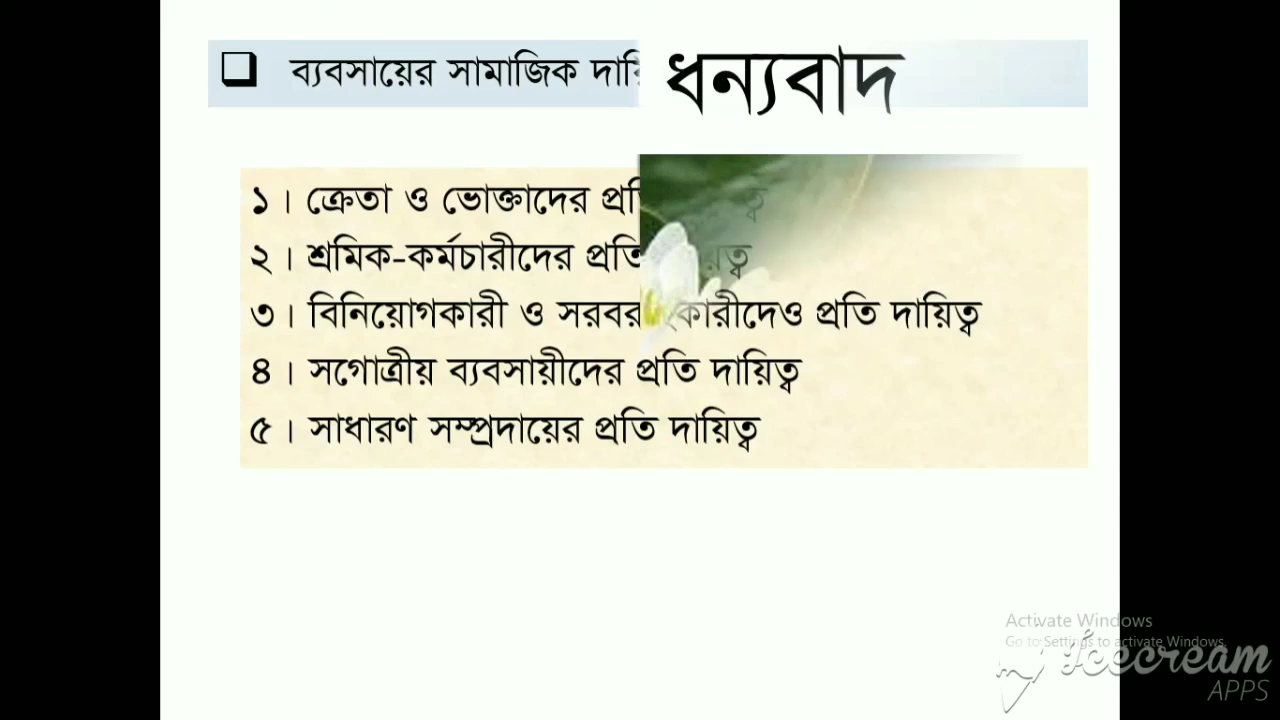 ❑ ব্যবসায়ের সামাজিক
ধন্যবাদ
১। ক্রেতা ও ভোক্তাদের
২। শ্রমিক-কর্মচারীদের প্রতি
৩। বিনিয়োগকারী ও প্রতি দায়িত্ব
৪। সগোত্রীয় ব্যবসায়ীদের প্রতি দায়িত্ব
৫। সাধারণ সম্প্রদায়ের প্রতি দায়িত্ব
Activate Windows
Go to Settings to activate Windows.
Icecream
APPS